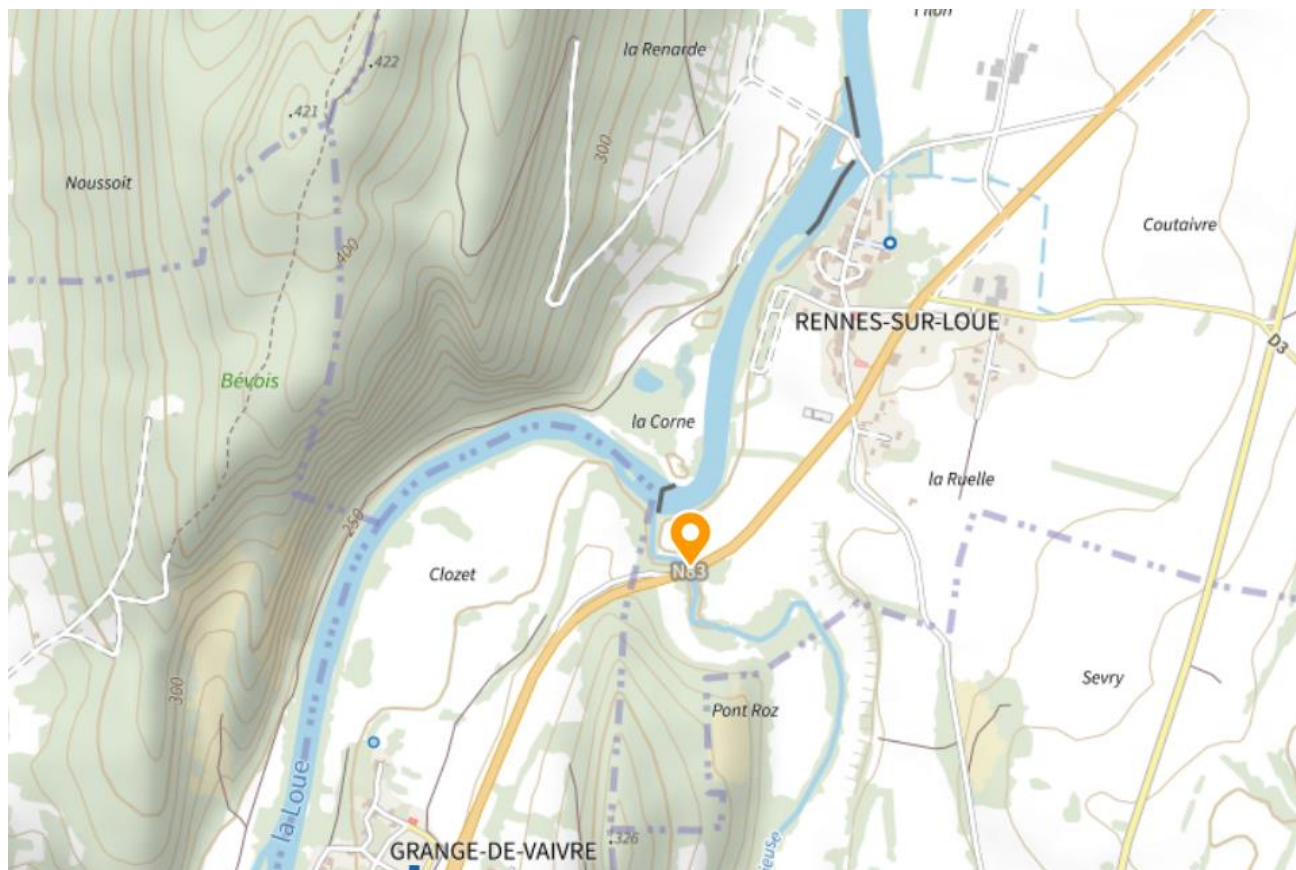 la Renarde
422
421
300
Noussoit
Coutaivre
400
RENNES-SUR-LOUE
D3
Bévois
la Corne
la Ruelle
250
N83
Clozet
300
Sevry
Pont Roz
la Loue
326
GRANGE-DE-VAIVRE